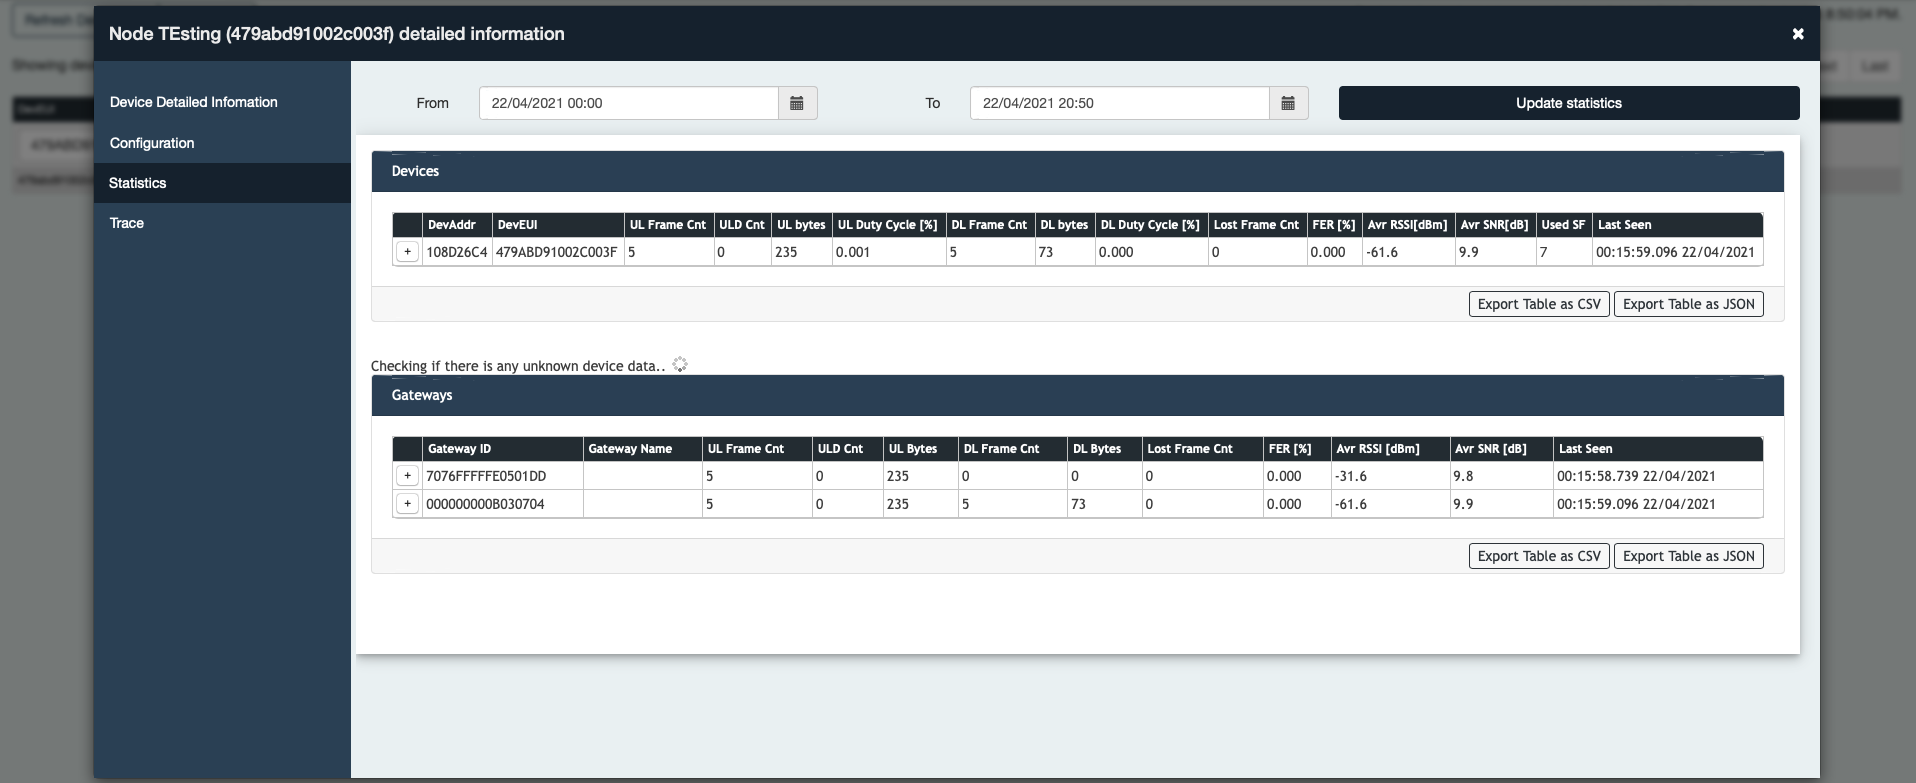 Node TEsting (479abd91002c003f) detailed information
Device Detailed Infomation
Configuration
Statistics
Trace
From 22/04/2021 00:00 To 22/04/2021 20:50 Update statistics
Devices
DevAddr DevEUI UL Frame Cnt ULD Cnt UL bytes UL Duty Cycle [%] DL Frame Cnt DL bytes DL Duty Cycle [%] Lost Frame Cnt FER [%] Avr RSSI[dBm] Avr SNR[dB] Used SF Last Seen
+ 108D26C4 479ABD91002C003F 5 0 235 0.001 5 73 0.000 0 0.000 -61.6 9.9 7 00:15:59.096 22/04/2021
Export Table as CSV Export Table as JSON
Checking if there is any unknown device data..
Gateways
Gateway ID Gateway Name UL Frame Cnt ULD Cnt UL Bytes DL Frame Cnt DL Bytes Lost Frame Cnt FER [%] Avr RSSI [dBm] Avr SNR [dB] Last Seen
+ 7076FFFFFE0501DD 5 0 235 0 0 0 0.000 -31.6 9.8 00:15:58.739 22/04/2021
+ 000000000B030704 5 0 235 5 73 0 0.000 -61.6 9.9 00:15:59.096 22/04/2021
Export Table as CSV Export Table as JSON